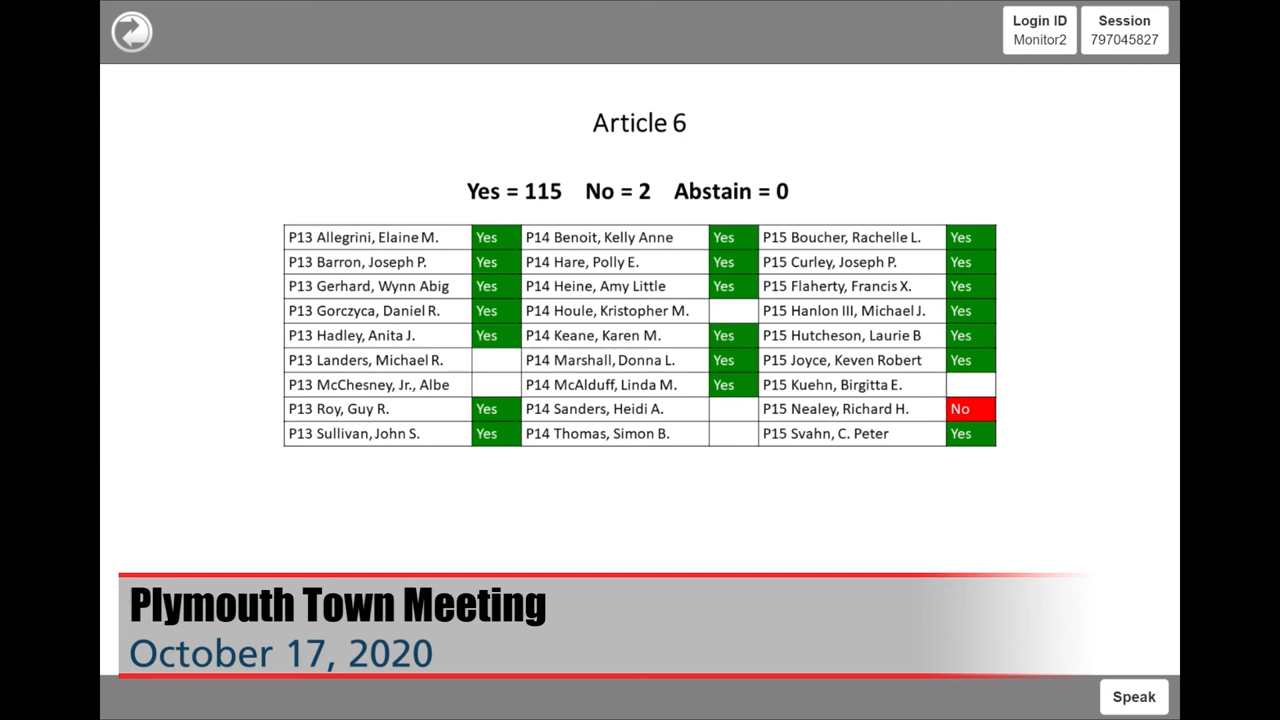 Login ID
Monitor2
Session
797045827
Article 6
Yes = 115 No = 2 Abstain = 0
P13 Allegrini, Elaine M. Yes P14 Benoit, Kelly Anne Yes P15 Boucher, Rachelle L. Yes
P13 Barron, Joseph P. Yes P14 Hare, Polly E. Yes P15 Curley, Joseph P. Yes
P13 Gerhard, Wynn Abig Yes P14 Heine, Amy Little Yes P15 Flaherty, Francis X. Yes
P13 Gorczyca, Daniel R. Yes P14 Houle, Kristopher M. P15 Hanlon III, Michael J. Yes
P13 Hadley, Anita J. Yes P14 Keane, Karen M. Yes P15 Hutcheson, Laurie B Yes
P13 Landers, Michael R. P14 Marshall, Donna L. Yes P15 Joyce, Keven Robert Yes
P13 McChesney, Jr., Albe P14 McAlduff, Linda M. Yes P15 Kuehn, Birgitta E.
P13 Roy, Guy R. Yes P14 Sanders, Heidi A. P15 Nealey, Richard H. No
P13 Sullivan, John S. Yes P14 Thomas, Simon B. P15 Svahn, C. Peter Yes
Plymouth Town Meeting
October 17, 2020
Speak